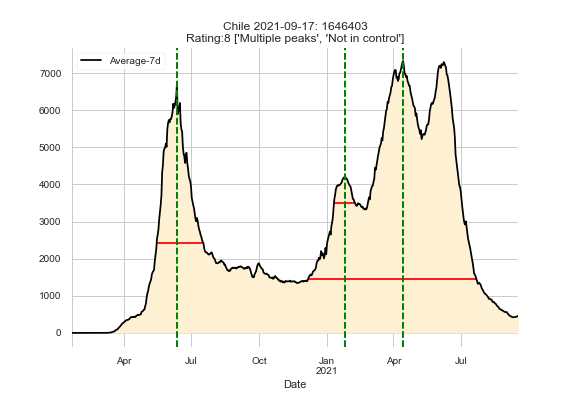 Chile 2021-09-17: 1646403
Rating:8 ['Multiple peaks', 'Not in control']
Average-7d
7000
6000
5000
4000
3000
2000
1000
0
Apr Jul Oct Jan Apr Jul
2021
Date